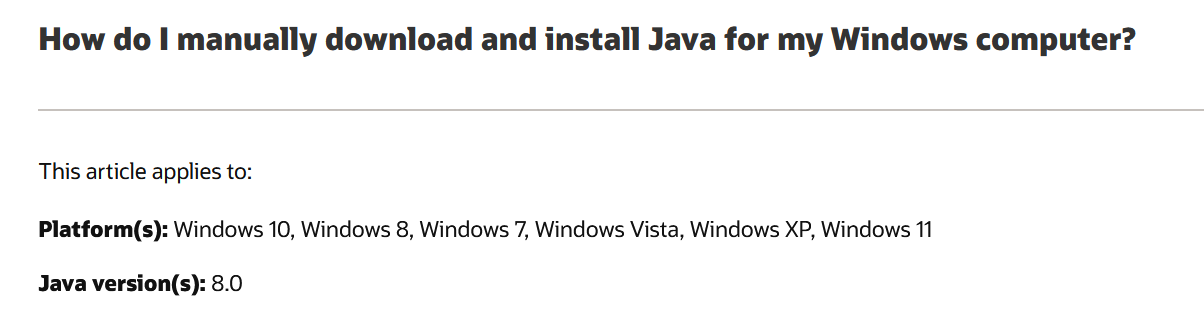 How do I manually download and install Java for my Windows computer?
This article applies to:
Platform(s): Windows 10, Windows 8, Windows 7, Windows Vista, Windows XP, Windows 11
Java version(s): 8.0